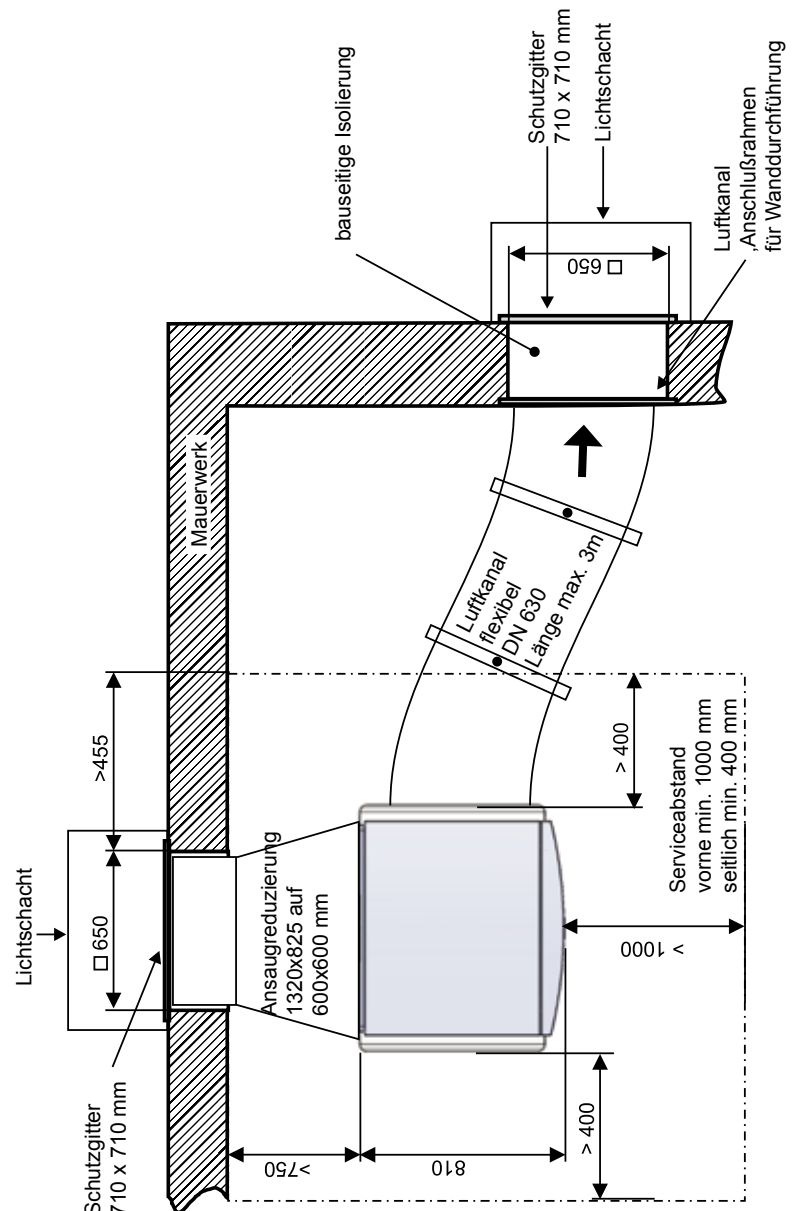 bauseitige Isolierung
Schutzgitter
710 x 710 mm
Lichtschacht
Luftkanal
,Anschlußrahmen
für Wanddurchführung
□ 650
Mauerwerk
Luftkanal
flexibel
DN 630
Länge max. 3m
>455
> 400
Lichtschacht
□ 650
Ansaugreduzierung
1320x825 auf
600x600 mm
Serviceabstand
vorne min. 1000 mm
seitlich min. 400 mm
> 1000
Schutzgitter
710 x 710 mm
>750
810
> 400